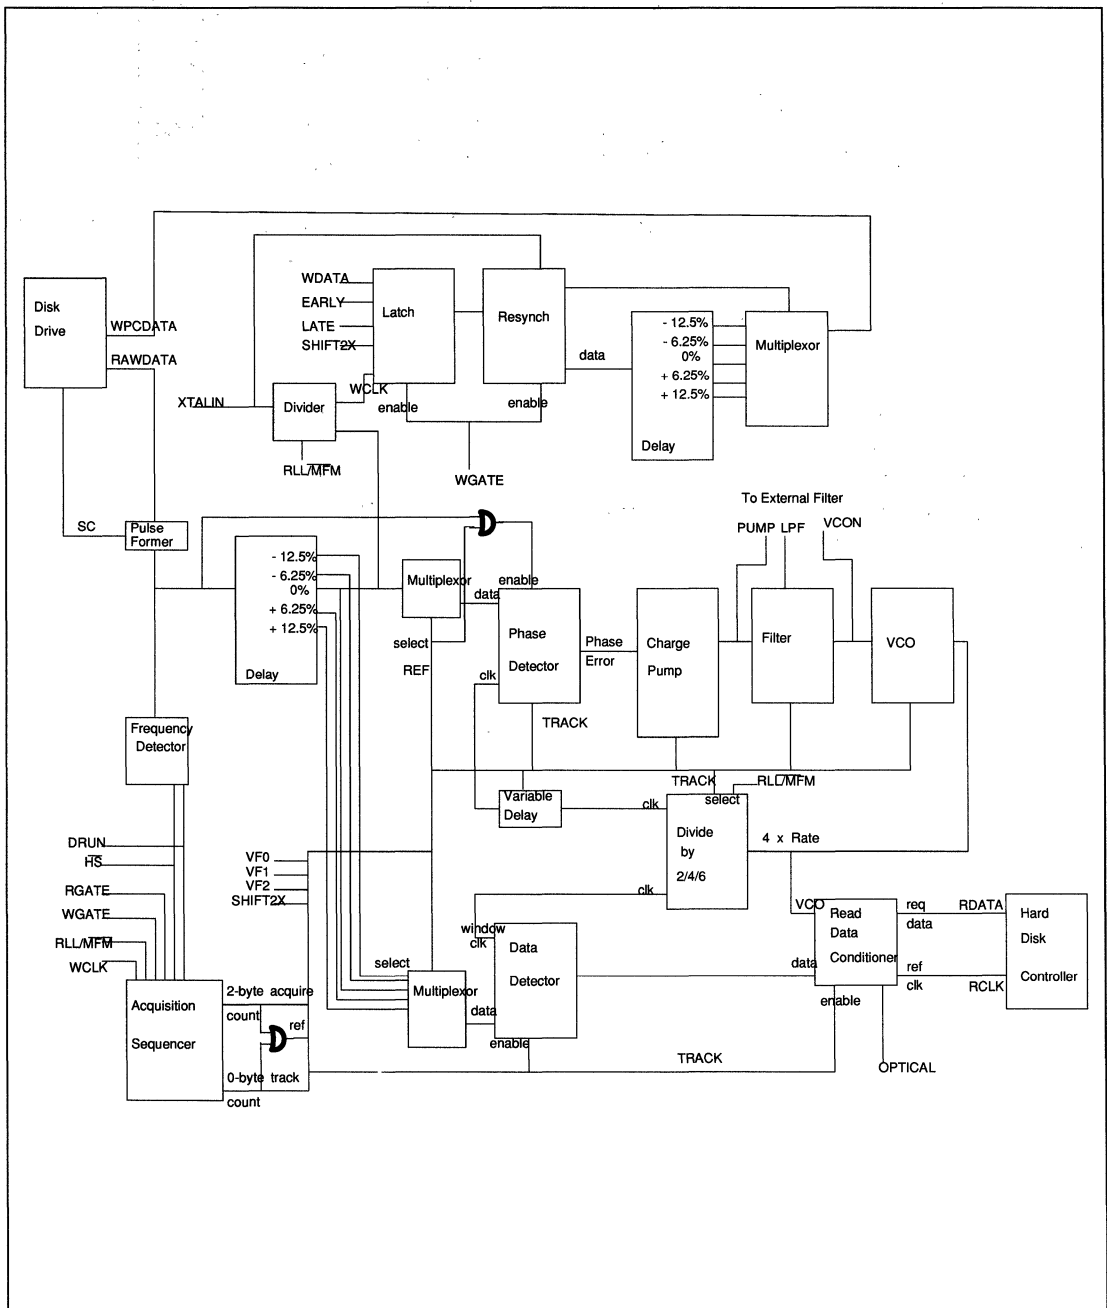 Disk
Drive
WPCDATA
RAWDATA
WDATA
EARLY
LATE
SHIFT2X
Latch
Resynch
data
- 12.5%
- 6.25%
0%
+ 6.25%
+ 12.5%
Delay
Multiplexor
XTALIN
Divider
WCLK
enable
enable
RLL/MFM
WGATE
SC
Pulse
Former
To External Filter
PUMP LPF VCON
- 12.5%
- 6.25%
0%
+ 6.25%
+ 12.5%
Delay
Multiplexor
enable
data
select
REF
clk
Phase
Detector
Phase
Error
Charge
Pump
Filter
VCO
TRACK
Frequency
Detector
TRACK
RLL/MFM
Variable
Delay
clk
select
Divide
by
2/4/6
4 x Rate
clk
DRUN
HS
RGATE
WGATE
RLL/MFM
WCLK
VF0
VF1
VF2
SHIFT2X
window
clk
Data
Detector
select
Multiplexor
data
enable
VCO
Read
Data
Conditioner
data
enable
req
data
RDATA
ref
clk
RCLK
Hard
Disk
Controller
Acquisition
Sequencer
2-byte acquire
count
ref
0-byte track
count
TRACK
OPTICAL